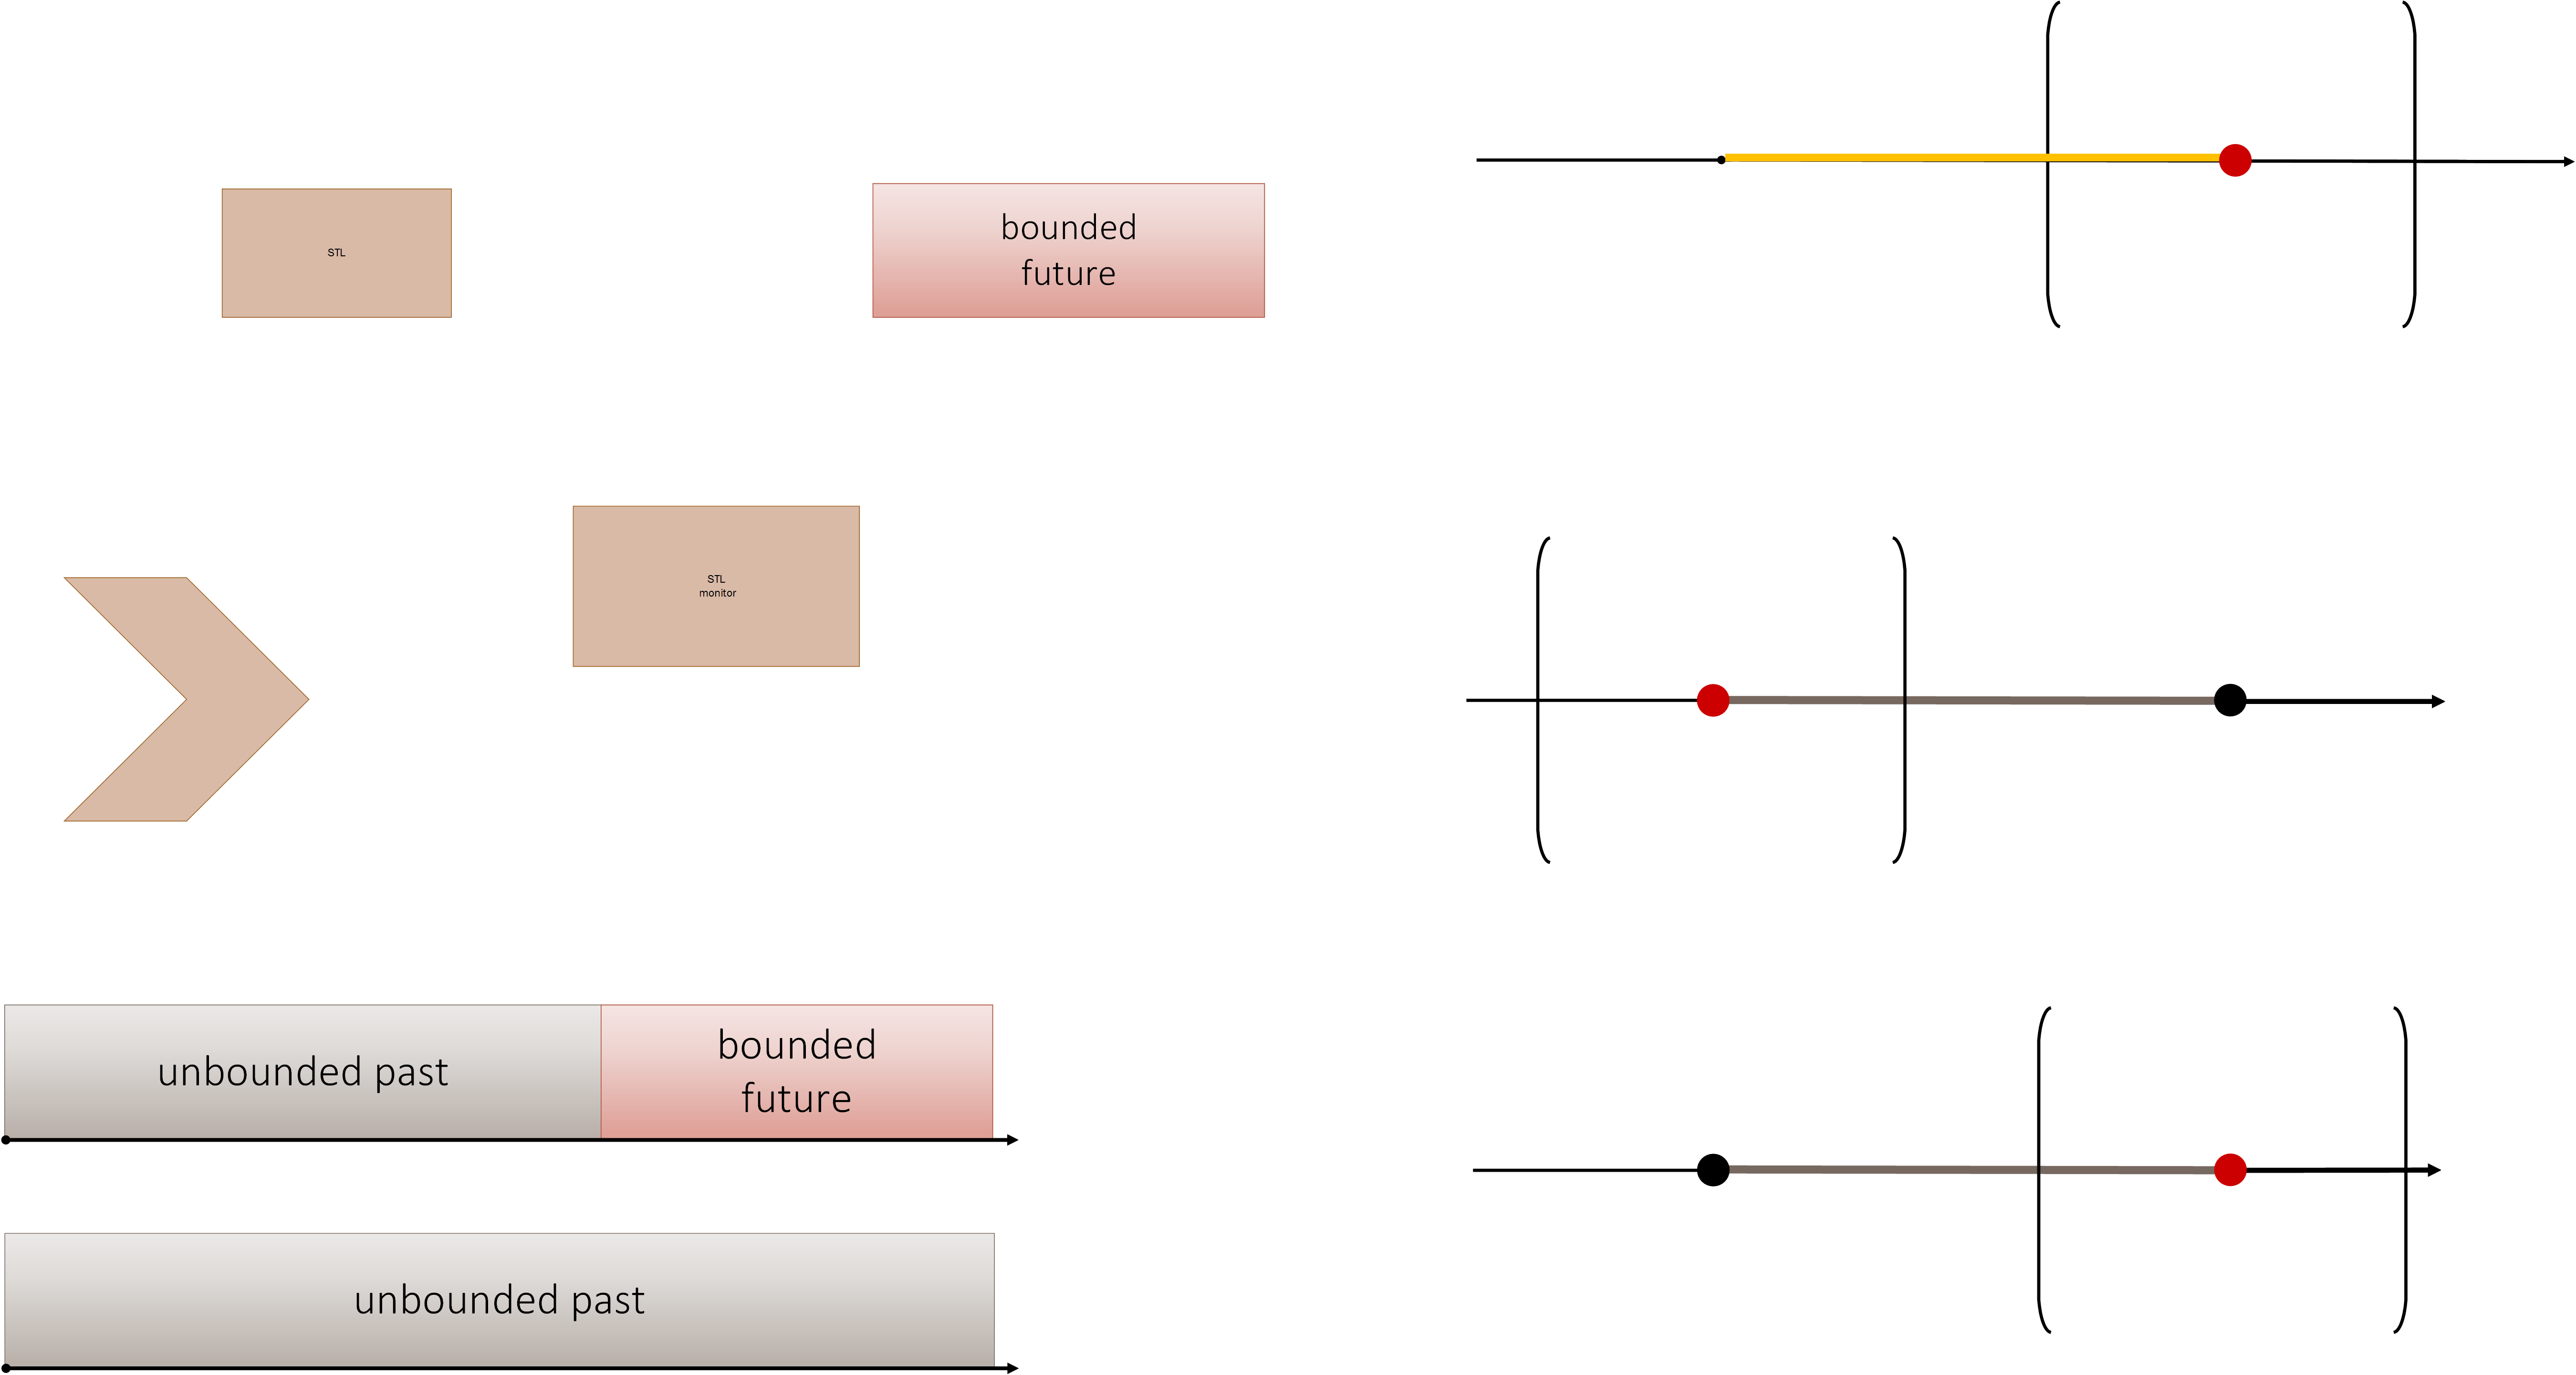 STL
bounded
future
STL
monitor
unbounded past
bounded
future
unbounded past